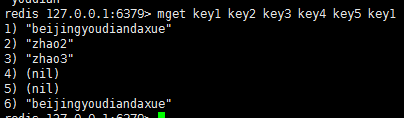 youdian
redis 127.0.0.1:6379> mget key1 key2 key3 key4 key5 key1
1) "beijingyoudiandaxue"
2) "zhao2"
3) "zhao3"
4) (nil)
5) (nil)
6) "beijingyoudiandaxue"
redis 127.0.0.1:6379>